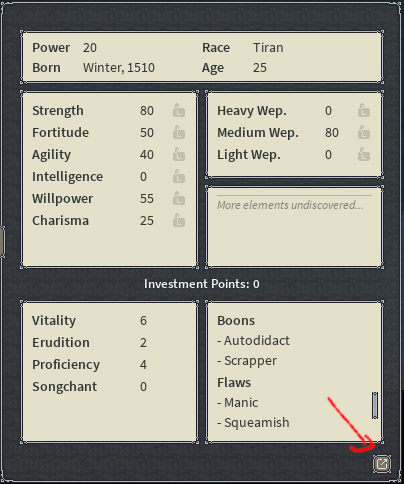 Power 20 Race Tiran
Born Winter, 1510 Age 25
Strength 80
Fortitude 50
Agility 40
Intelligence 0
Willpower 55
Charisma 25
Heavy Wep. 0
Medium Wep. 80
Light Wep. 0
More elements undiscovered...
Investment Points: 0
Vitality 6
Erudition 2
Proficiency 4
Songchant 0
Boons
- Autodidact
- Scrapper
Flaws
- Manic
- Squeamish